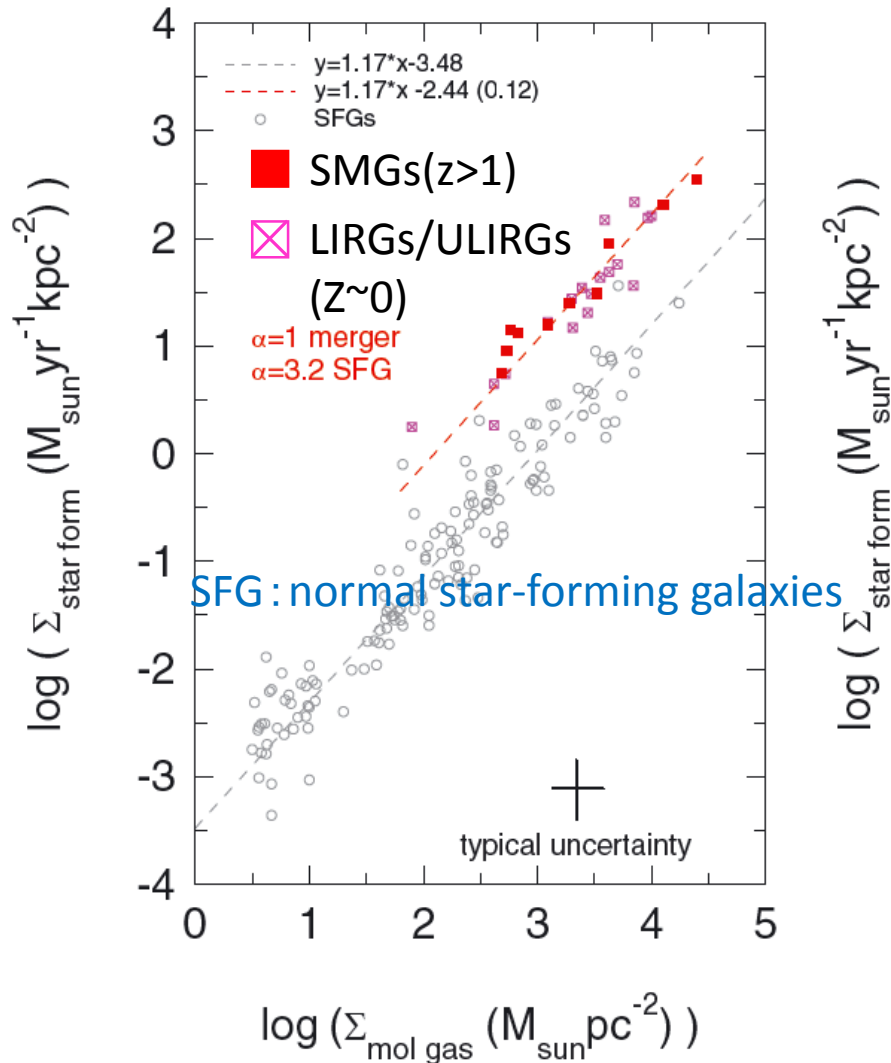 4
3
2
1
0
-1
-2
-3
-4
log ( Σstar form (Msunyr-1kpc-2) )
y=1.17*x-3.48
y=1.17*x -2.44 (0.12)
SFGs
SMGs(z>1)
LIRGs/ULIRGs
(Z~0)
α=1 merger
α=3.2 SFG
SFG : normal star-forming galaxies
typical uncertainty
0 1 2 3 4 5
log (Σmol gas (Msunpc-2) )
log ( Σstar form (Msunyr-1kpc-2) )